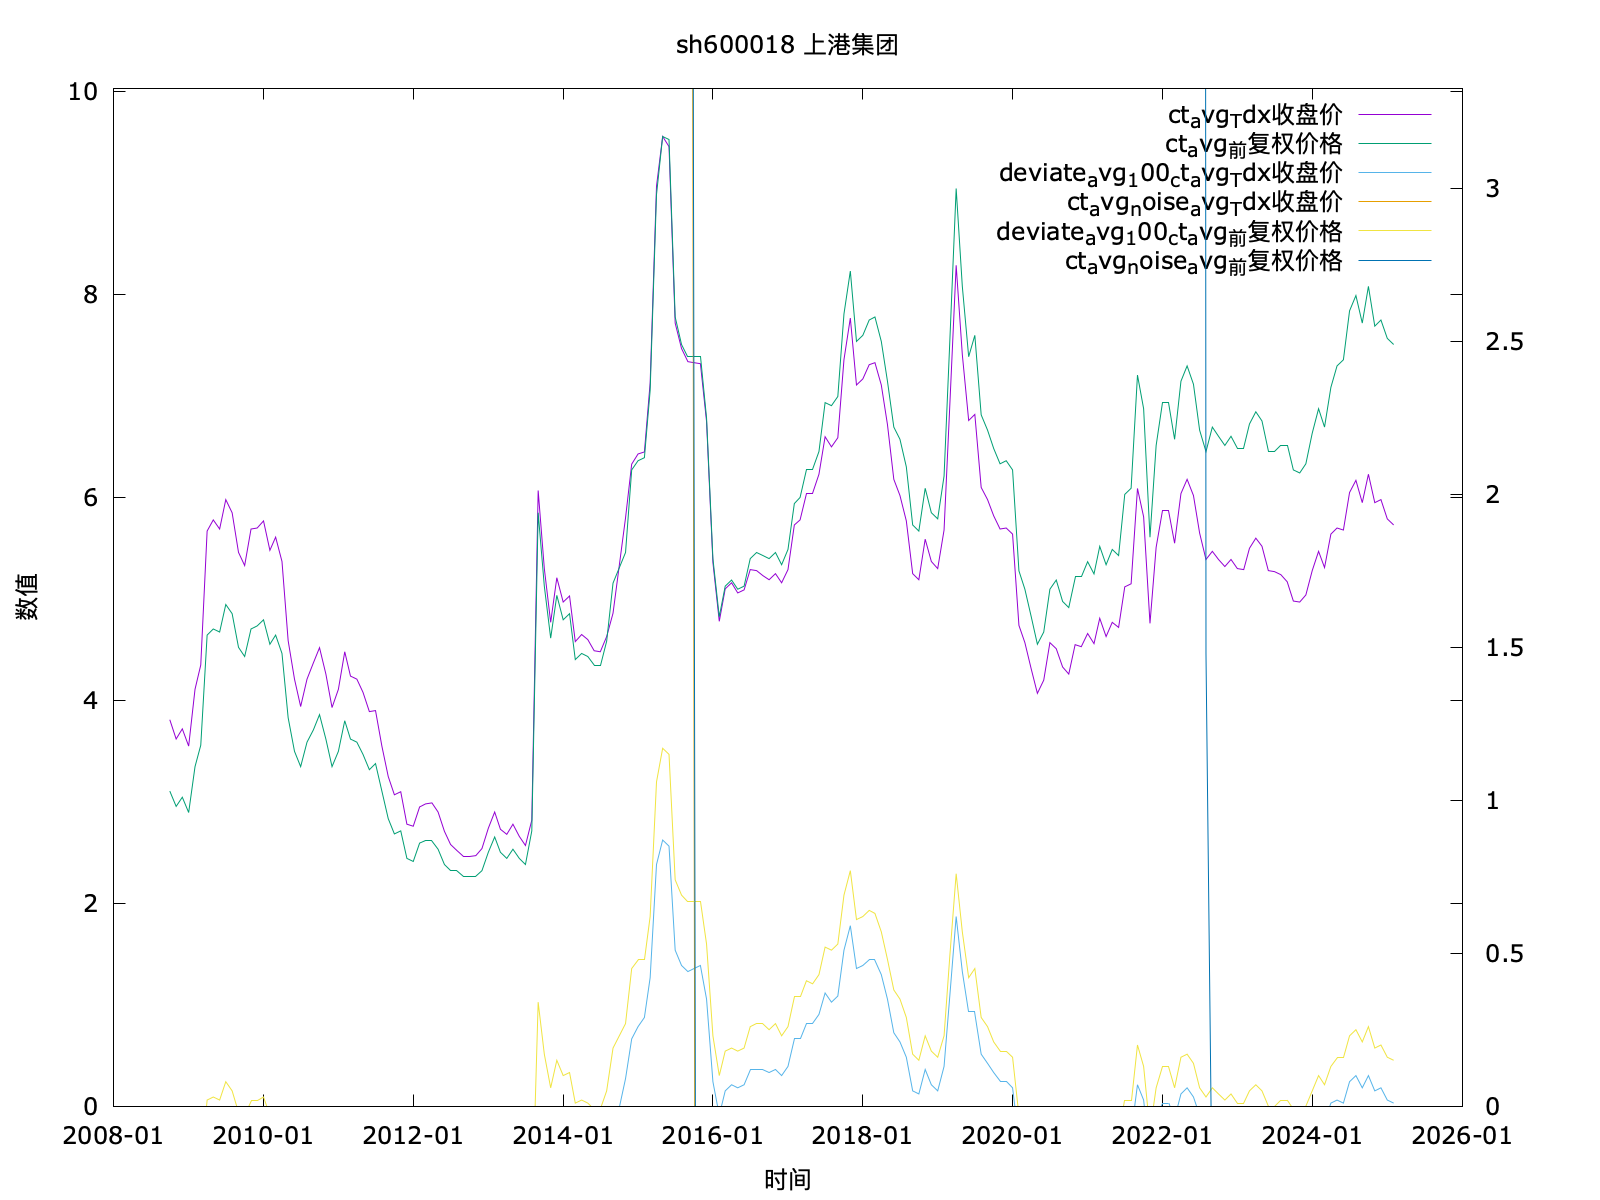 sh600018 上港集团
10
8
6
4
2
0
数值
ctavgTdx收盘价
ctavg前复权价格
deviateavg100ctavgTdx收盘价
ctavgnoiseavgTdx收盘价
deviateavg100ctavg前复权价格
ctavgnoiseavg前复权价格
3
2.5
2
1.5
1
0.5
0
2008-01 2010-01 2012-01 2014-01 2016-01 2018-01 2020-01 2022-01 2024-01 2026-01
时间